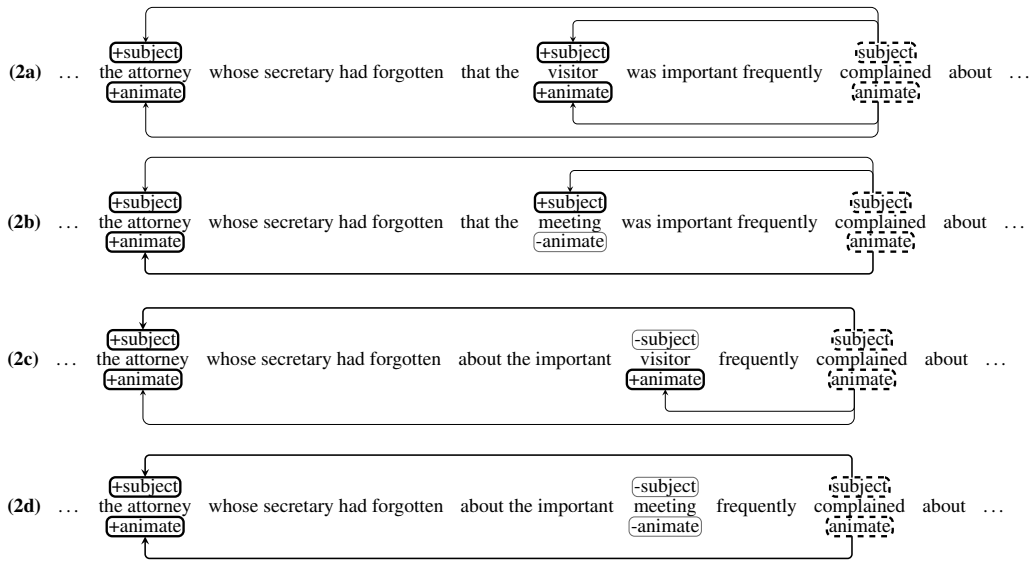 +subject +subject subject
(2a) … the attorney whose secretary had forgotten that the visitor was important frequently complained about …
+animate +animate animate
+subject +subject subject
(2b) … the attorney whose secretary had forgotten that the meeting was important frequently complained about …
+animate -animate animate
+subject -subject subject
(2c) … the attorney whose secretary had forgotten about the important visitor frequently complained about …
+animate +animate animate
+subject -subject subject
(2d) … the attorney whose secretary had forgotten about the important meeting frequently complained about …
+animate -animate animate